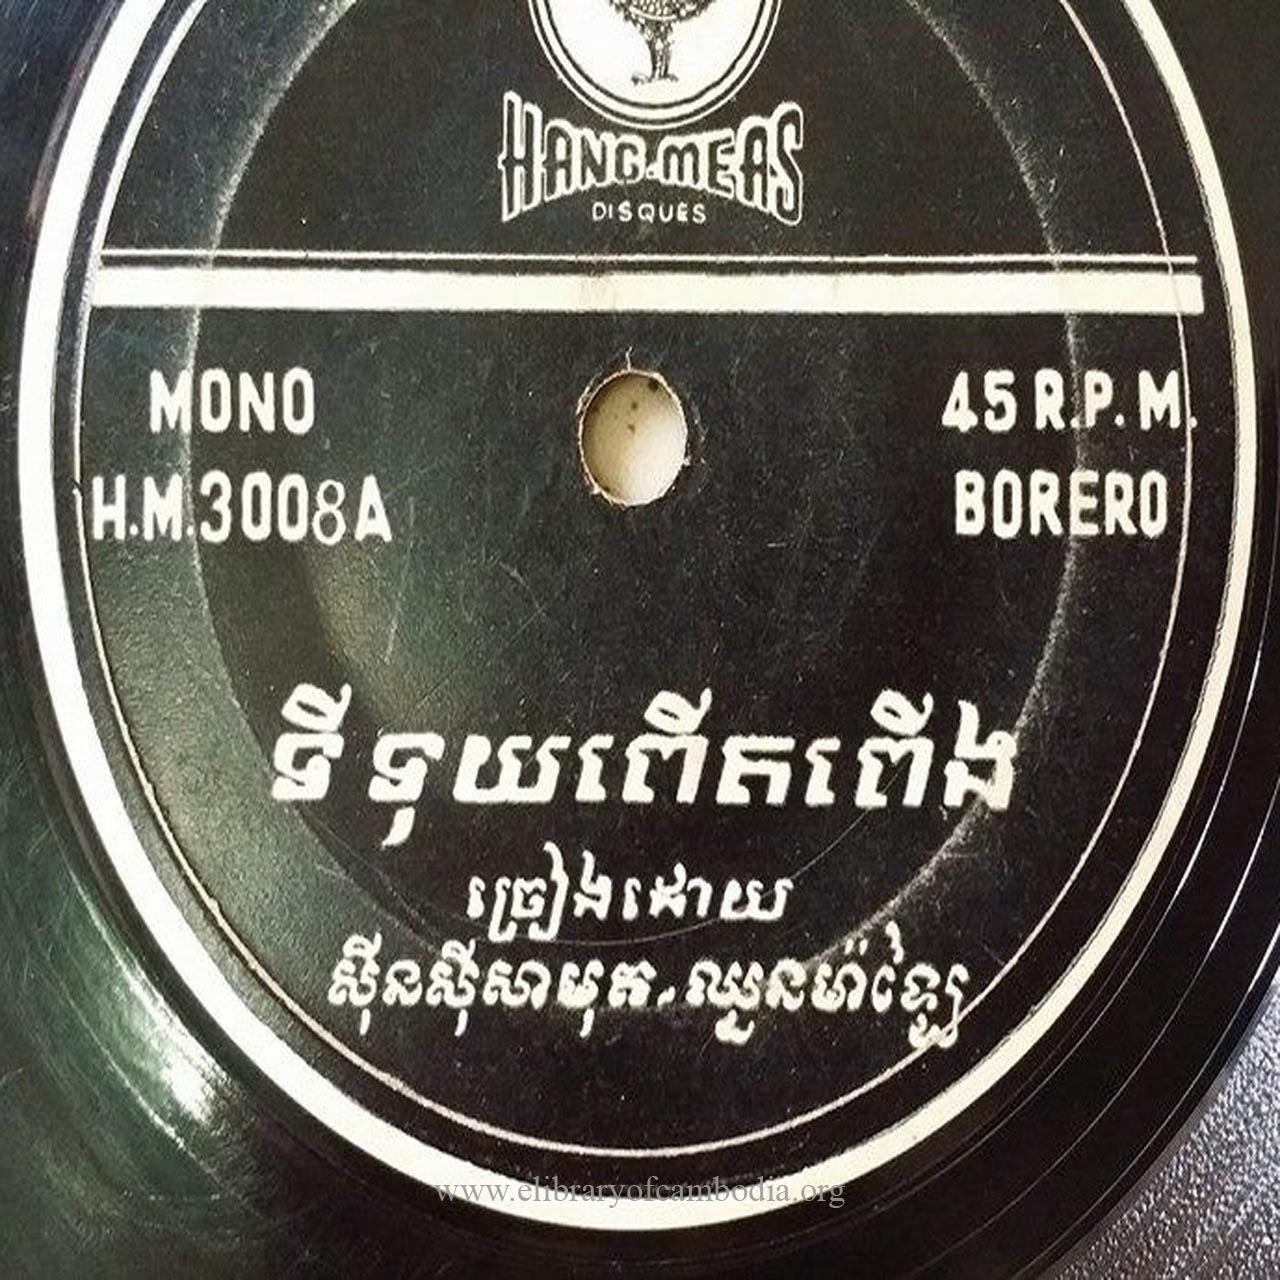 HANG-MEAS
DISQUES
MONO
45 R.P.M.
H.M.3008A
BORERO
ទីទុយពើតពើង
ច្រៀងដោយ
ស៊ីនស៊ីសាមុត.ឈួនម៉ាឡៃ
www.elibraryofcambodia.org